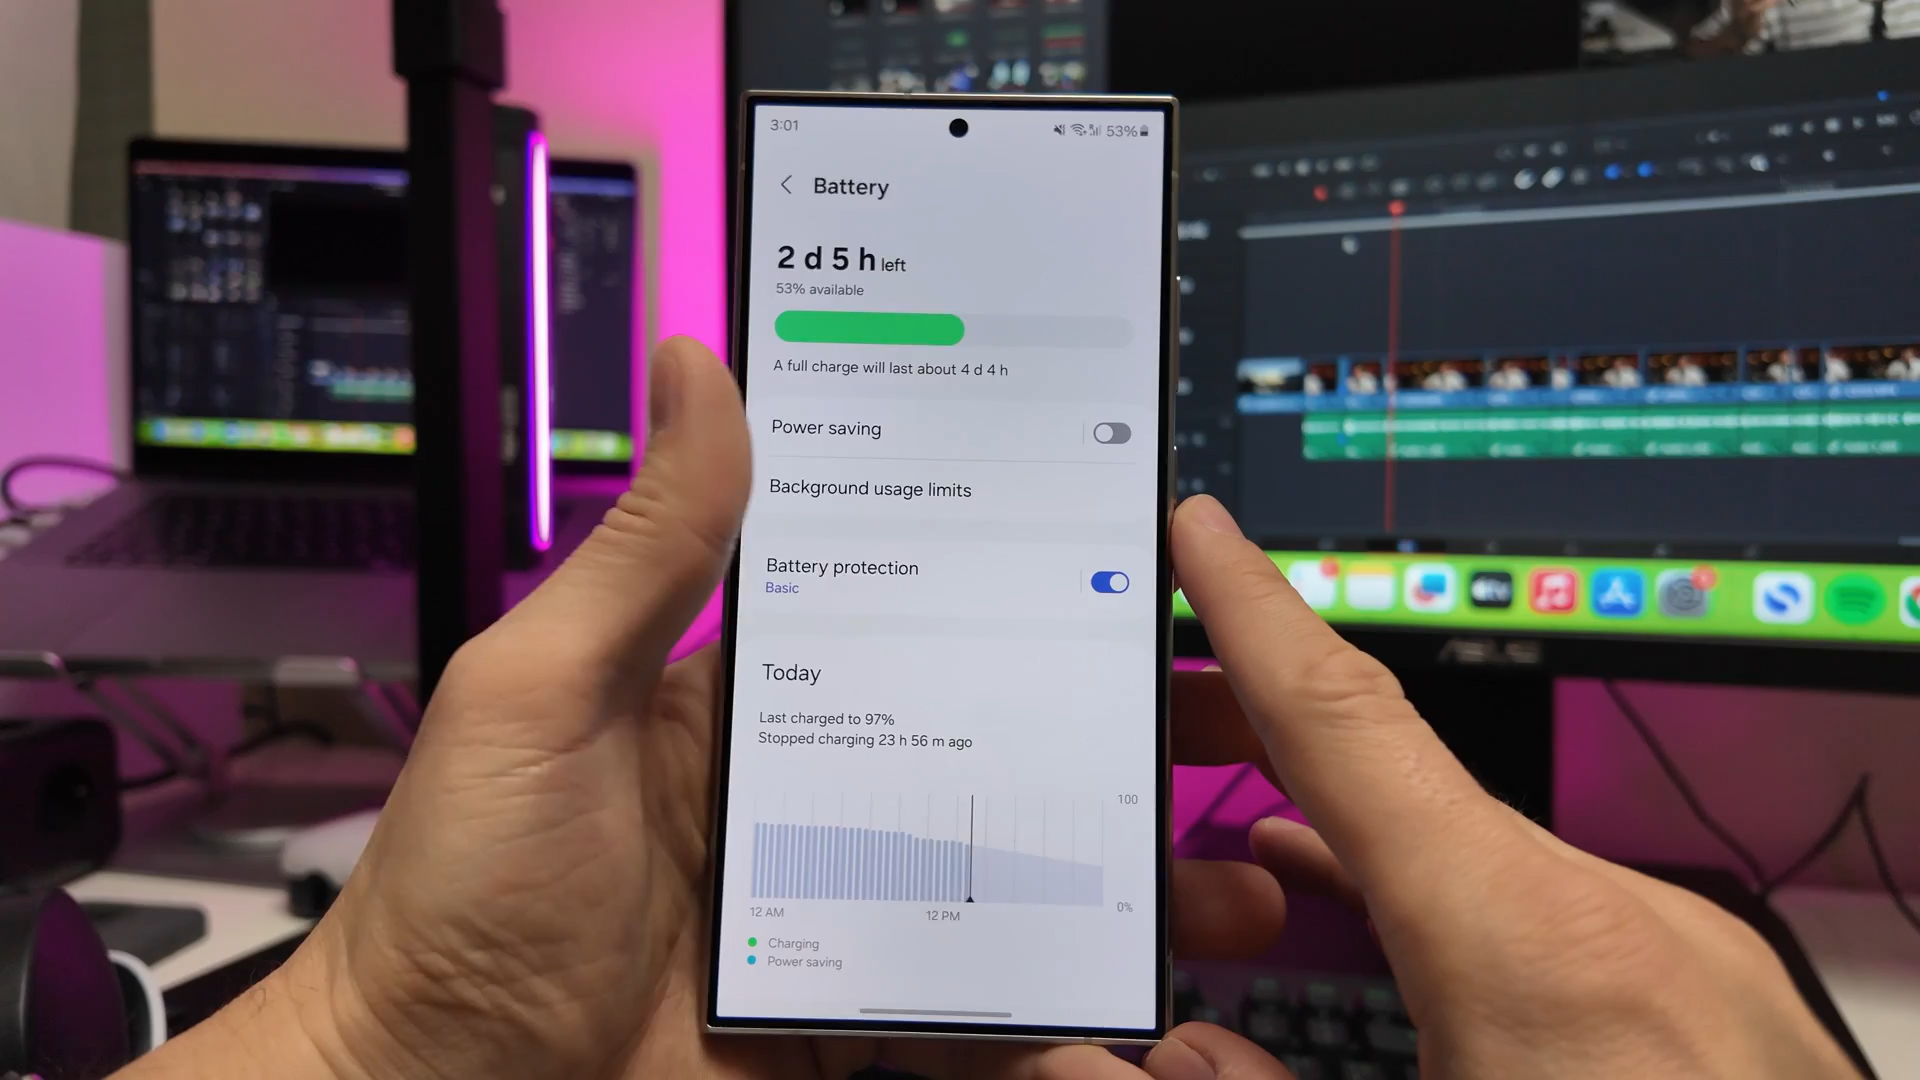 3:01
53%
Battery
2 d 5 h left
53% available
A full charge will last about 4 d 4 h
Power saving
Background usage limits
Battery protection
Basic
Today
Last charged to 97%
Stopped charging 23 h 56 m ago
100
0%
12 AM
12 PM
Charging
Power saving
tv
ASUS